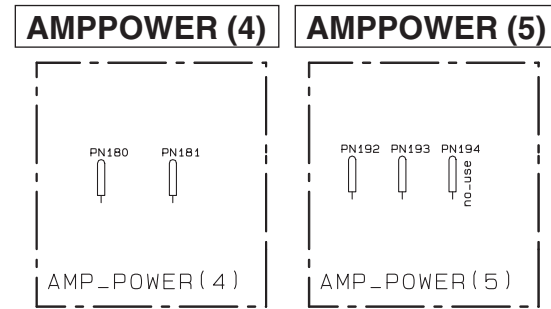 AMPPOWER (4)
AMPPOWER (5)
PN180 PN181
PN192 PN193 PN194
no_use
AMP_POWER(4)
AMP_POWER(5)